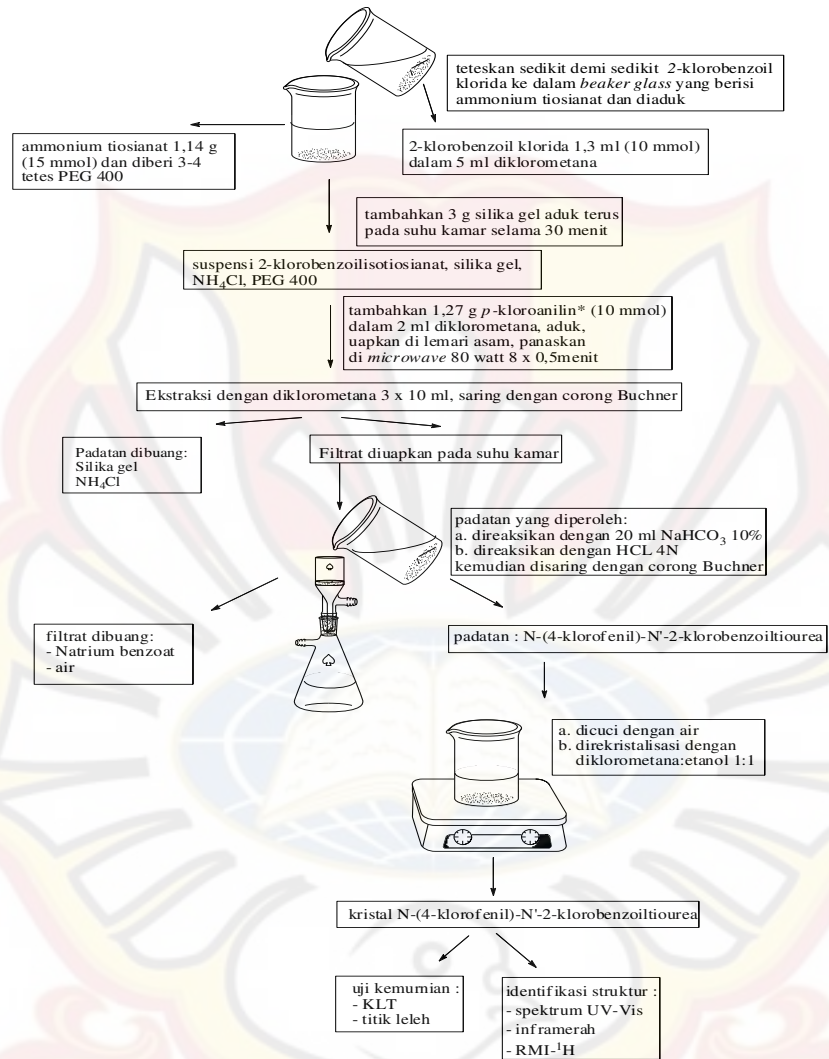 teteskan sedikit demi sedikit 2-klorobenzoil
klorida ke dalam beaker glass yang berisi
ammonium tiosianat dan diaduk
ammonium tiosianat 1,14 g
(15 mmol) dan diberi 3-4
tetes PEG 400
2-klorobenzoil klorida 1,3 ml (10 mmol)
dalam 5 ml diklorometana
tambahkan 3 g silika gel aduk terus
pada suhu kamar selama 30 menit
suspensi 2-klorobenzoilisotiosianat, silika gel,
NH4Cl, PEG 400
tambahkan 1,27 g p-kloroanilin* (10 mmol)
dalam 2 ml diklorometana, aduk,
uapkan di lemari asam, panaskan
di microwave 80 watt 8 x 0,5menit
Ekstraksi dengan diklorometana 3 x 10 ml, saring dengan corong Buchner
Padatan dibuang:
Silika gel
NH4Cl
Filtrat diuapkan pada suhu kamar
padatan yang diperoleh:
a. direaksikan dengan 20 ml NaHCO3 10%
b. direaksikan dengan HCL 4N
kemudian disaring dengan corong Buchner
filtrat dibuang:
- Natrium benzoat
- air
padatan : N-(4-klorofenil)-N'-2-klorobenzoiltiourea
a. dicuci dengan air
b. direkristalisasi dengan
diklorometana:etanol 1:1
kristal N-(4-klorofenil)-N'-2-klorobenzoiltiourea
uji kemurnian :
- KLT
- titik leleh
identifikasi struktur :
- spektrum UV-Vis
- inframerah
- RMI-¹H